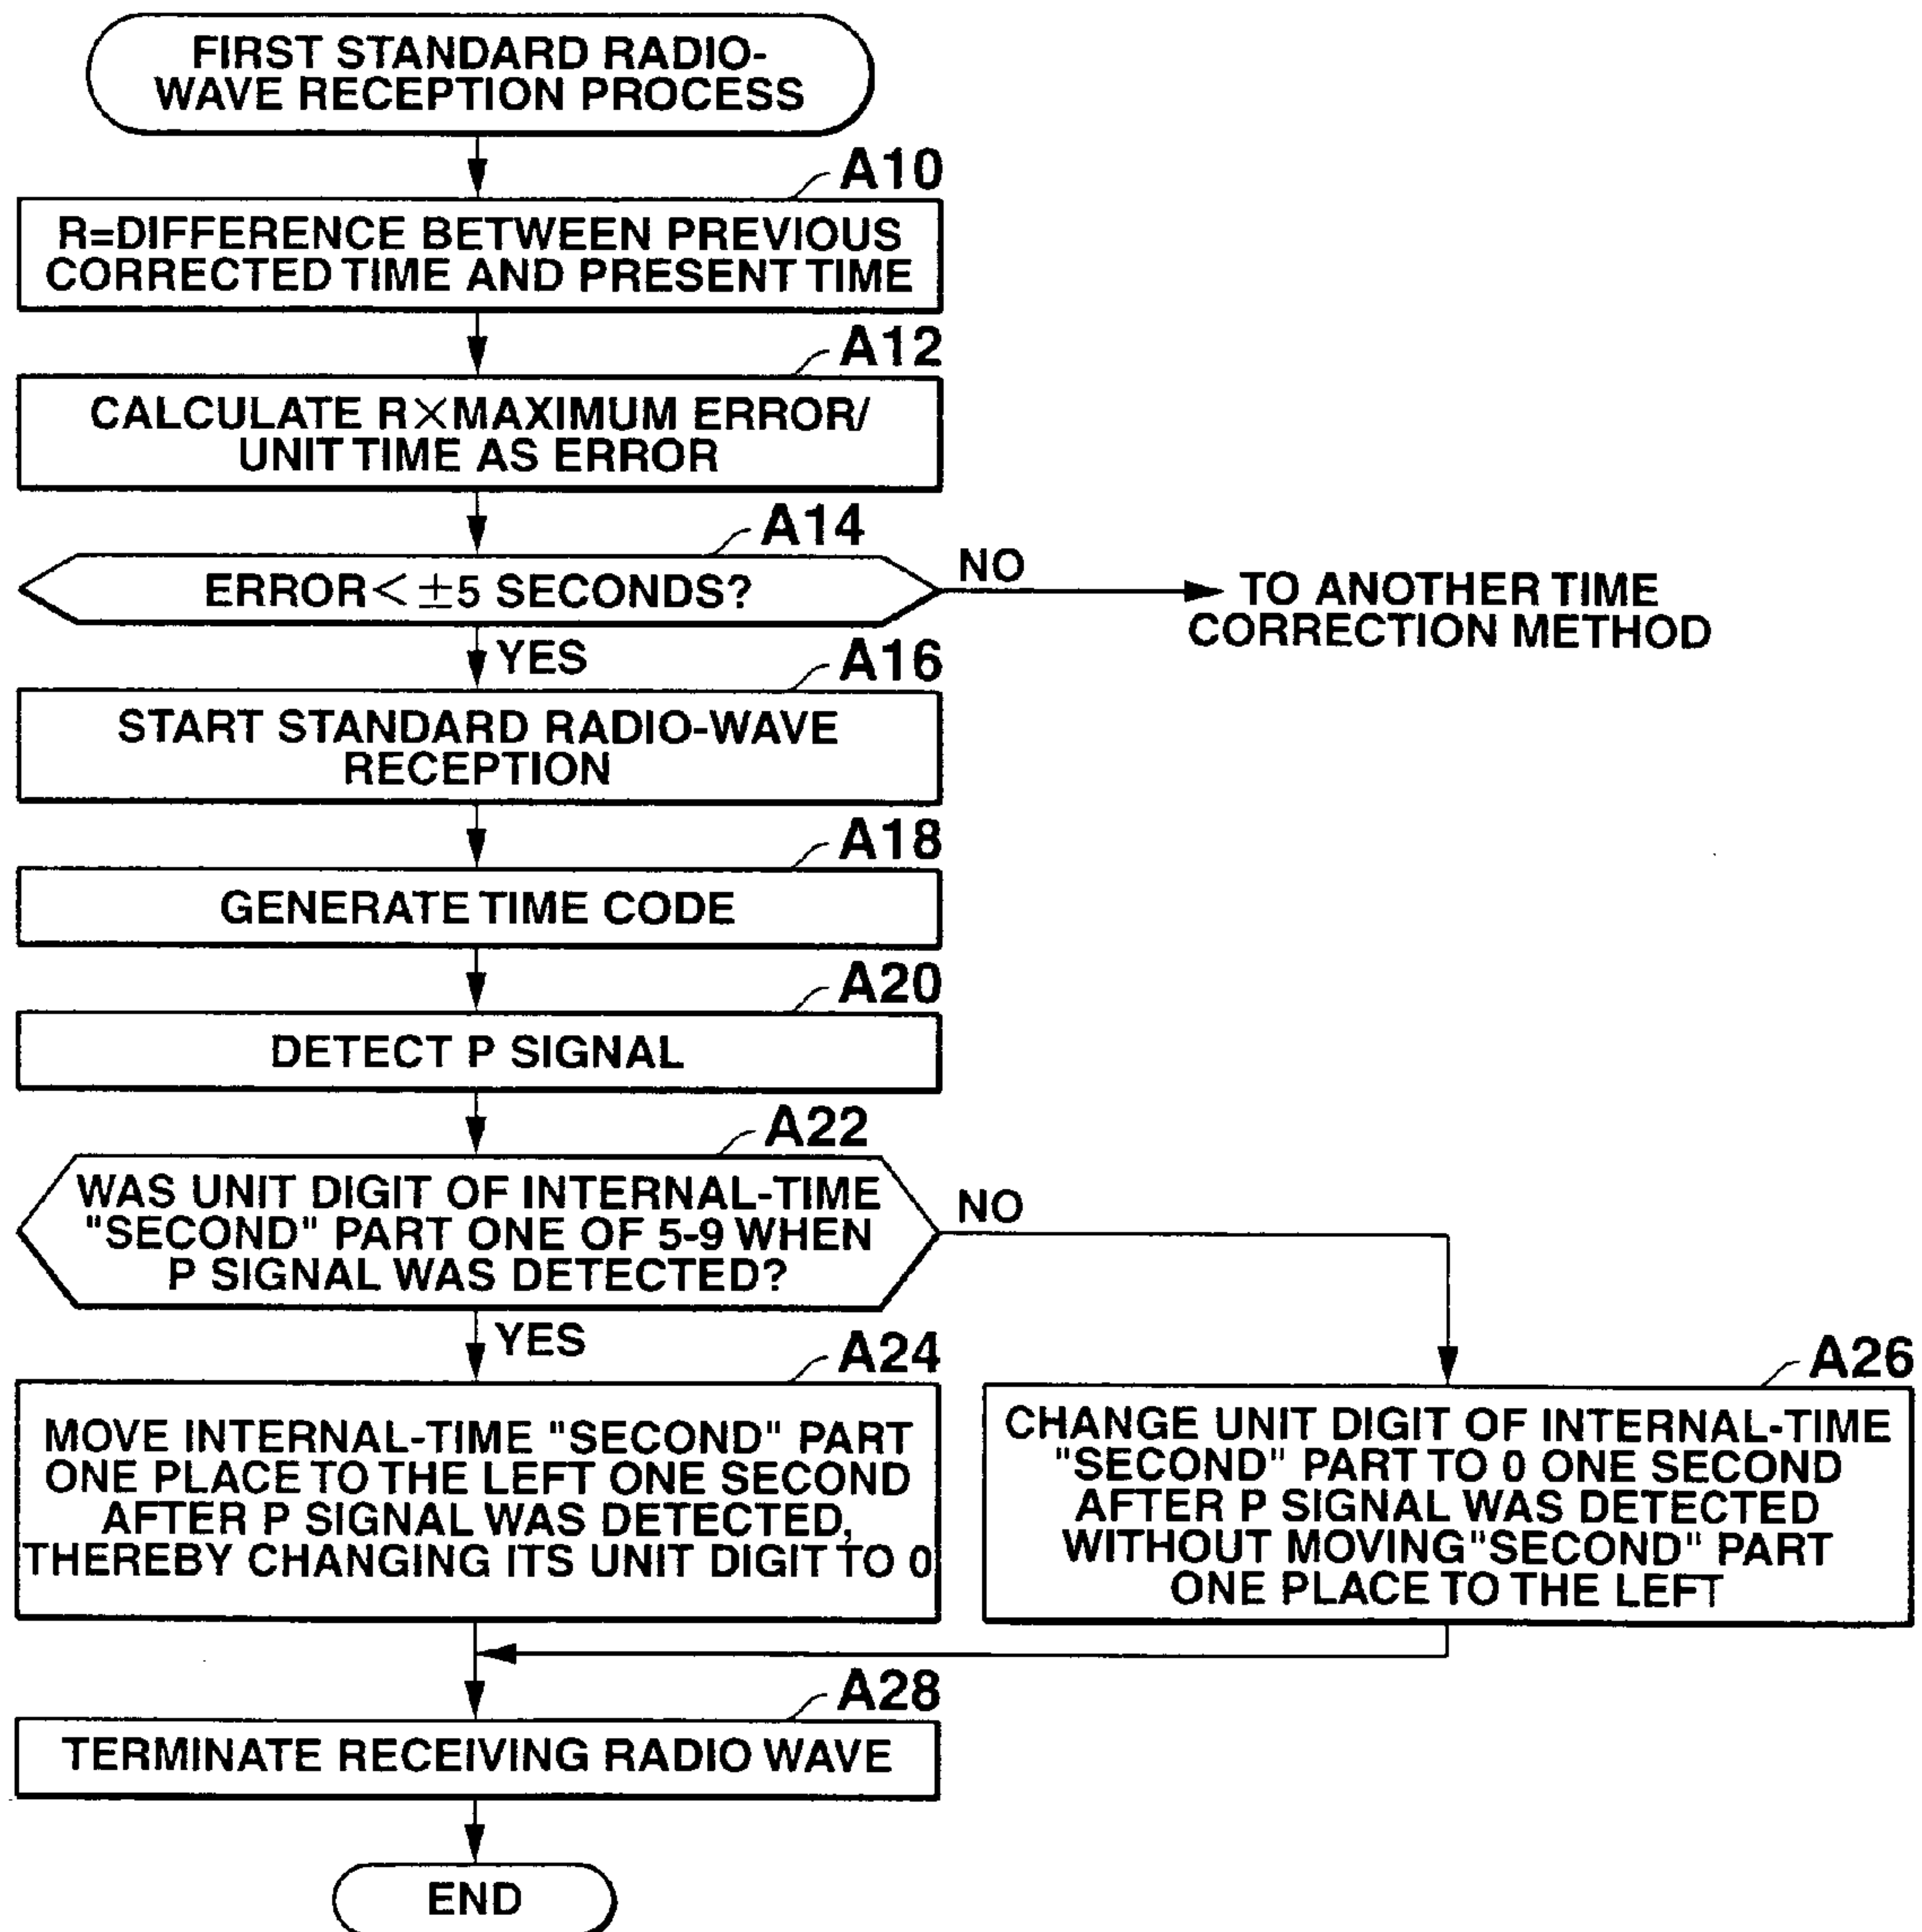 FIRST STANDARD RADIO-
WAVE RECEPTION PROCESS
A10
R=DIFFERENCE BETWEEN PREVIOUS
CORRECTED TIME AND PRESENT TIME
A12
CALCULATE R×MAXIMUM ERROR/
UNIT TIME AS ERROR
A14
ERROR<±5 SECONDS?
NO
TO ANOTHER TIME
CORRECTION METHOD
YES
A16
START STANDARD RADIO-WAVE
RECEPTION
A18
GENERATE TIME CODE
A20
DETECT P SIGNAL
A22
WAS UNIT DIGIT OF INTERNAL-TIME
"SECOND" PART ONE OF 5-9 WHEN
P SIGNAL WAS DETECTED?
NO
YES
A24
MOVE INTERNAL-TIME "SECOND" PART
ONE PLACE TO THE LEFT ONE SECOND
AFTER P SIGNAL WAS DETECTED,
THEREBY CHANGING ITS UNIT DIGIT TO 0
A26
CHANGE UNIT DIGIT OF INTERNAL-TIME
"SECOND" PART TO 0 ONE SECOND
AFTER P SIGNAL WAS DETECTED
WITHOUT MOVING "SECOND" PART
ONE PLACE TO THE LEFT
A28
TERMINATE RECEIVING RADIO WAVE
END